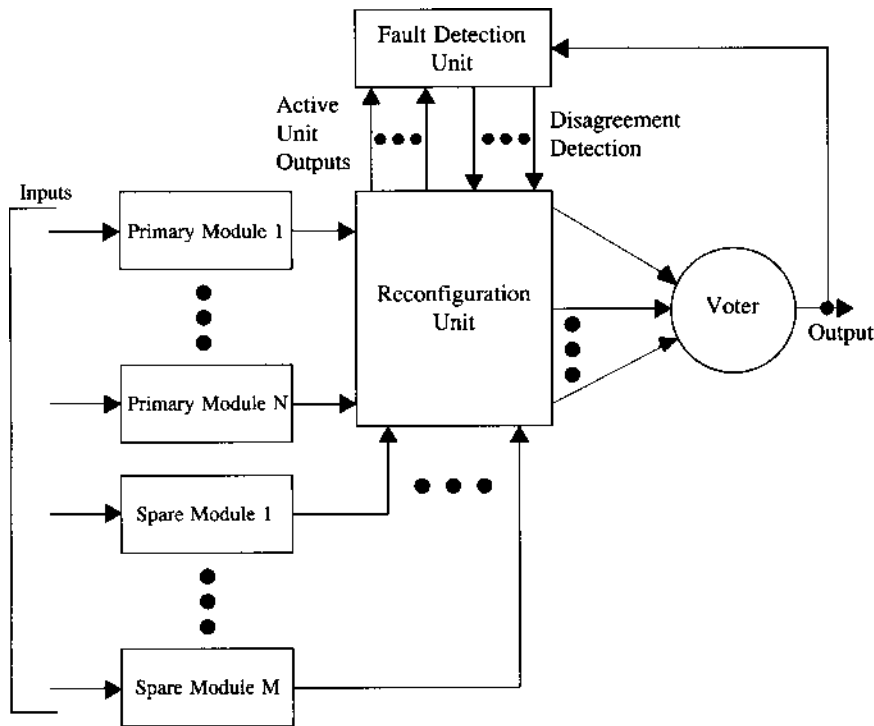 Fault Detection
Unit
Active
Unit
Outputs
Disagreement
Detection
Inputs
Primary Module 1
Reconfiguration
Unit
Voter
Output
Primary Module N
Spare Module 1
Spare Module M